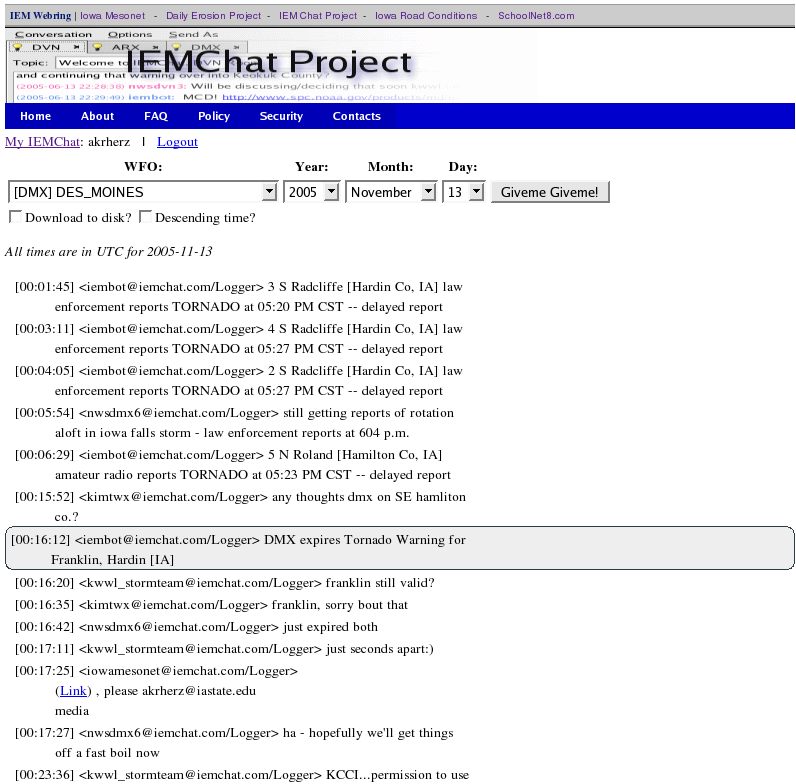 IEM Webring | Iowa Mesonet - Daily Erosion Project - IEM Chat Project - Iowa Road Conditions - SchoolNet8.com
Conversation Options Send As
DVN ARX DMX
IEMChat Project
Topic: Welcome to
and continuing that warning over into Keokuk County?
(2005-06-13 22:28:38) nwsdvn3: Will be discussing/deciding that soon kwwl
(2005-06-13 22:29:49) iembot: MCD! http://www.spc.noaa.gov/products/
Home About FAQ Policy Security Contacts
My IEMChat: akrherz | Logout
WFO: Year: Month: Day:
[DMX] DES_MOINES 2005 November 13 Giveme Giveme!
Download to disk? Descending time?
All times are in UTC for 2005-11-13
[00:01:45] <iembot@iemchat.com/Logger> 3 S Radcliffe [Hardin Co, IA] law
enforcement reports TORNADO at 05:20 PM CST -- delayed report
[00:03:11] <iembot@iemchat.com/Logger> 4 S Radcliffe [Hardin Co, IA] law
enforcement reports TORNADO at 05:27 PM CST -- delayed report
[00:04:05] <iembot@iemchat.com/Logger> 2 S Radcliffe [Hardin Co, IA] law
enforcement reports TORNADO at 05:27 PM CST -- delayed report
[00:05:54] <nwsdmx6@iemchat.com/Logger> still getting reports of rotation
aloft in iowa falls storm - law enforcement reports at 604 p.m.
[00:06:29] <iembot@iemchat.com/Logger> 5 N Roland [Hamilton Co, IA]
amateur radio reports TORNADO at 05:23 PM CST -- delayed report
[00:15:52] <kimtwx@iemchat.com/Logger> any thoughts dmx on SE hamliton
co.?
[00:16:12] <iembot@iemchat.com/Logger> DMX expires Tornado Warning for
Franklin, Hardin [IA]
[00:16:20] <kwwl_stormteam@iemchat.com/Logger> franklin still valid?
[00:16:35] <kimtwx@iemchat.com/Logger> franklin, sorry bout that
[00:16:42] <nwsdmx6@iemchat.com/Logger> just expired both
[00:17:11] <kwwl_stormteam@iemchat.com/Logger> just seconds apart:)
[00:17:25] <iowamesonet@iemchat.com/Logger>
(Link) , please akrherz@iastate.edu
media
[00:17:27] <nwsdmx6@iemchat.com/Logger> ha - hopefully we'll get things
off a fast boil now
[00:23:36] <kwwl_stormteam@iemchat.com/Logger> KCCI...permission to use